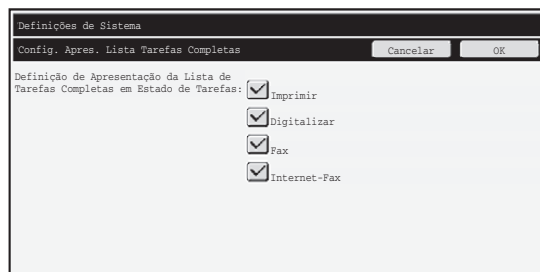 Definições de Sistema
Config. Apres. Lista Tarefas Completas
Cancelar
OK
Definição de Apresentação da Lista de
Tarefas Completas em Estado de Tarefas:
Imprimir
Digitalizar
Fax
Internet-Fax